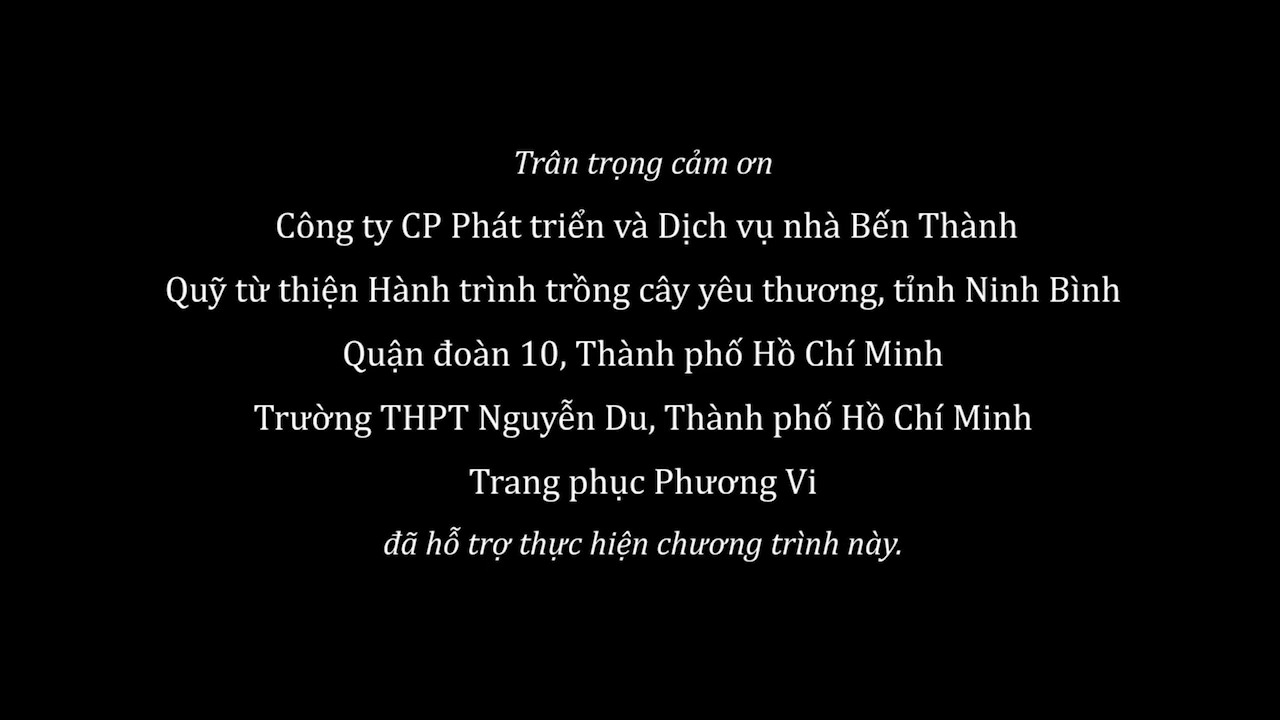 Trân trọng cảm ơn
Công ty CP Phát triển và Dịch vụ nhà Bến Thành
Quỹ từ thiện Hành trình trồng cây yêu thương, tỉnh Ninh Bình
Quận đoàn 10, Thành phố Hồ Chí Minh
Trường THPT Nguyễn Du, Thành phố Hồ Chí Minh
Trang phục Phương Vi
đã hỗ trợ thực hiện chương trình này.